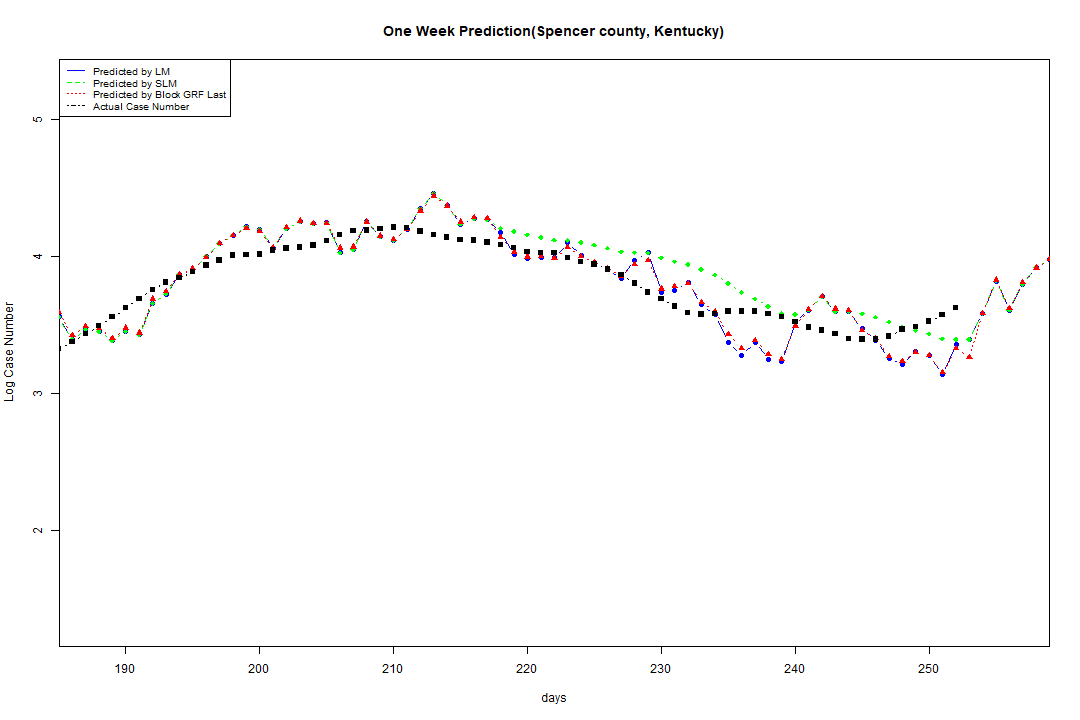 One Week Prediction(Spencer county, Kentucky)
Predicted by LM
Predicted by SLM
Predicted by Block GRF Last
Actual Case Number
5
4
3
2
Log Case Number
190 200 210 220 230 240 250
days